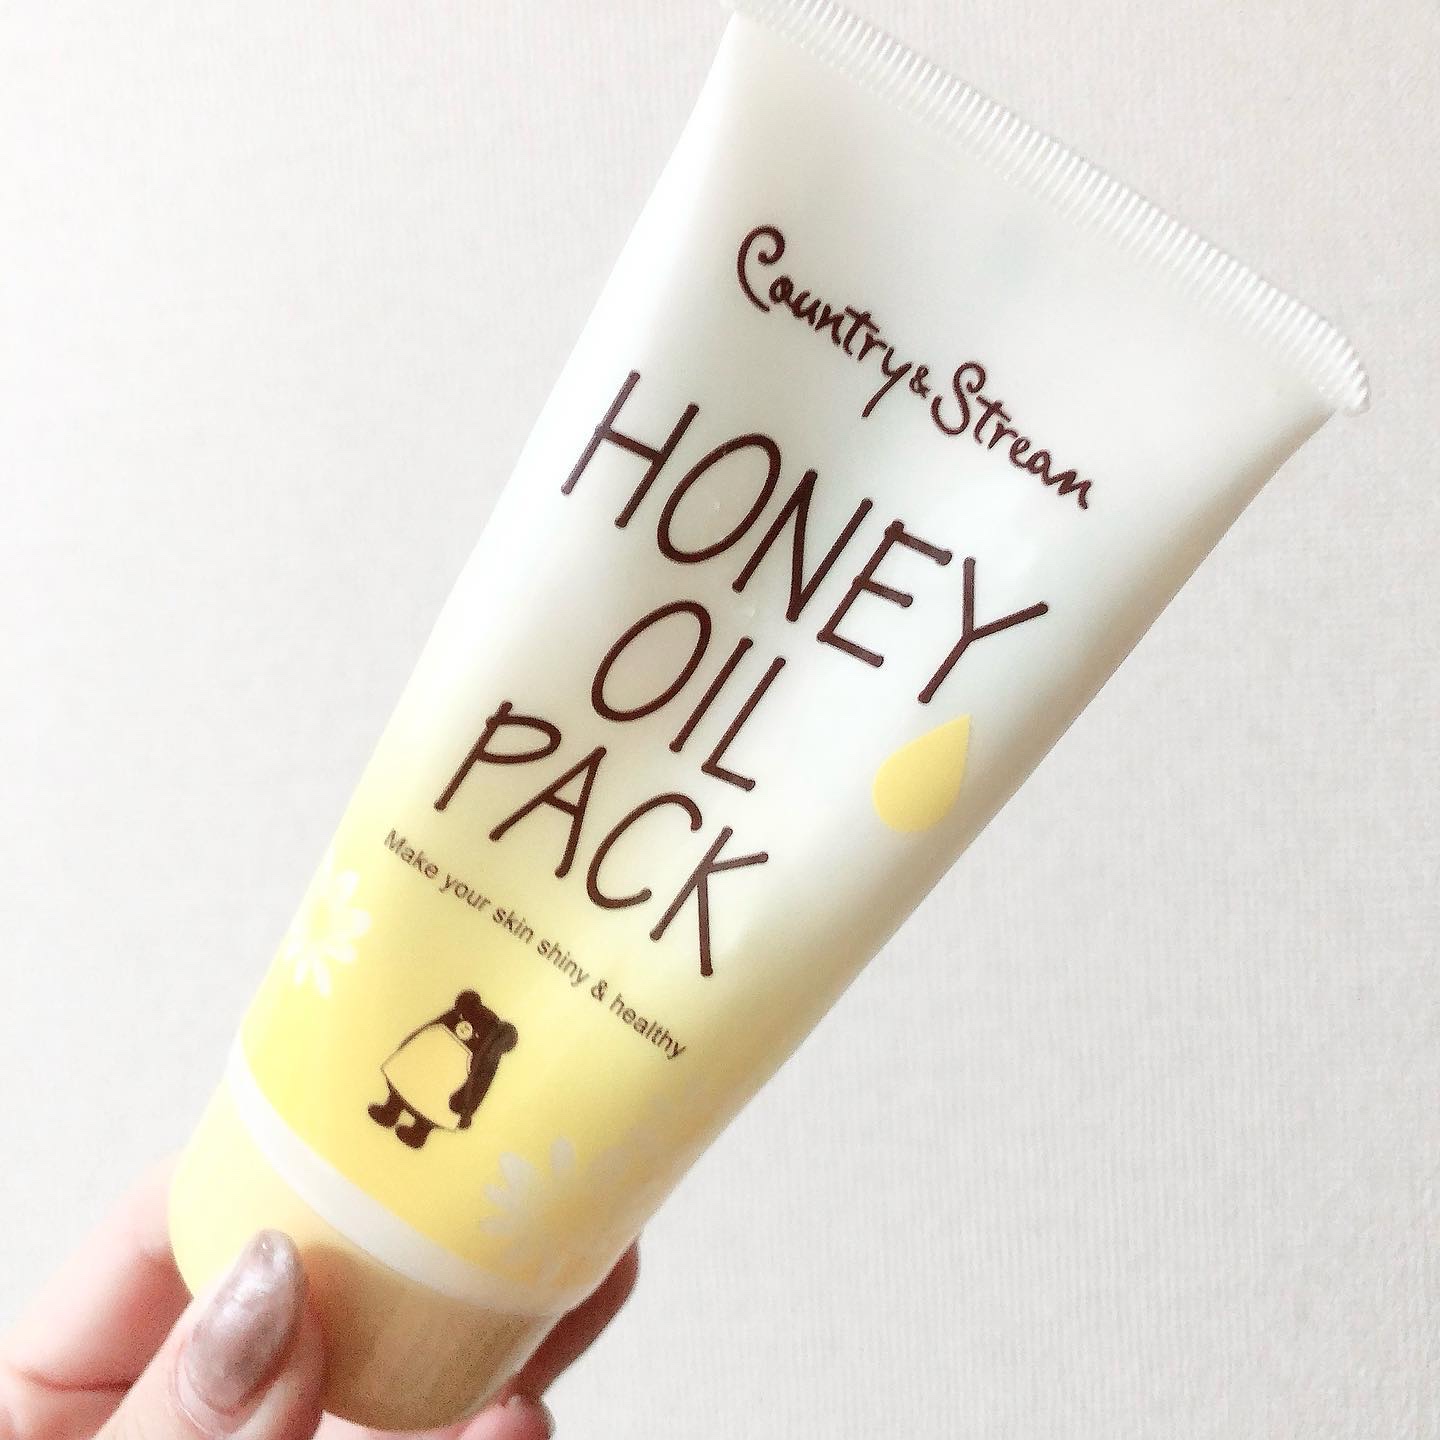 Country & Stream
HONEY
OIL
PACK
Make your skin shiny & healthy